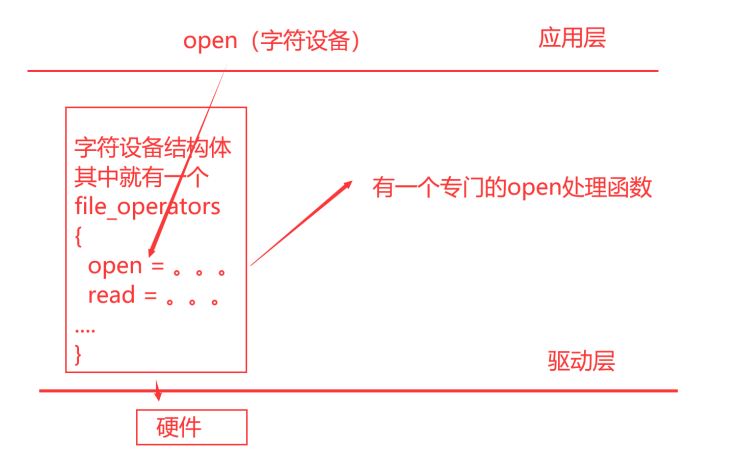 open（字符设备）
应用层
字符设备结构体
其中就有一个
file_operators
{
open = 。。。
read = 。。。
....
}
有一个专门的open处理函数
驱动层
硬件